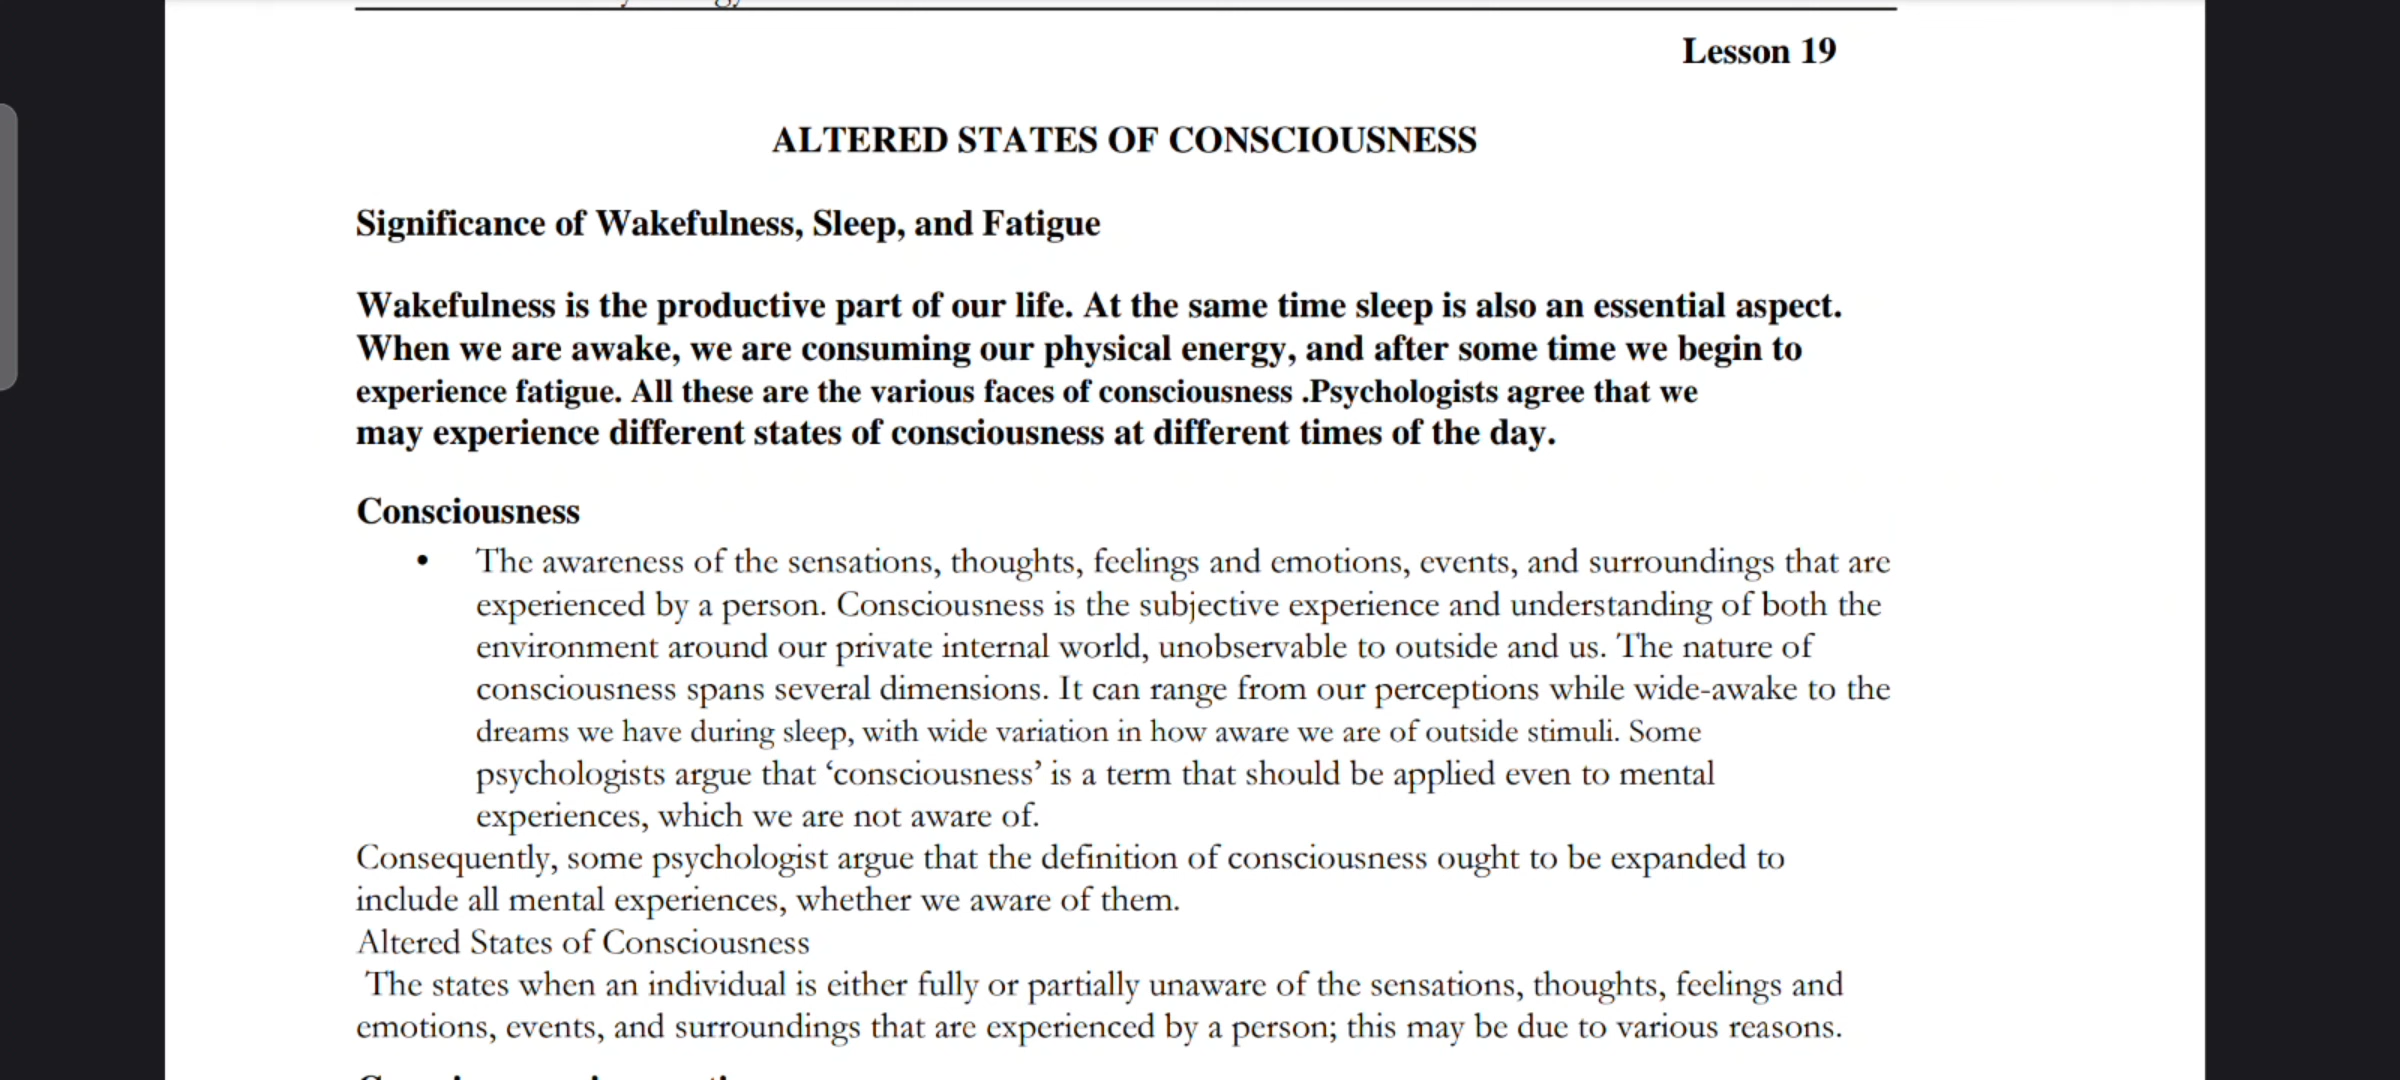 Lesson 19
ALTERED STATES OF CONSCIOUSNESS
Significance of Wakefulness, Sleep, and Fatigue
Wakefulness is the productive part of our life. At the same time sleep is also an essential aspect.
When we are awake, we are consuming our physical energy, and after some time we begin to
experience fatigue. All these are the various faces of consciousness .Psychologists agree that we
may experience different states of consciousness at different times of the day.
Consciousness
• The awareness of the sensations, thoughts, feelings and emotions, events, and surroundings that are
experienced by a person. Consciousness is the subjective experience and understanding of both the
environment around our private internal world, unobservable to outside and us. The nature of
consciousness spans several dimensions. It can range from our perceptions while wide-awake to the
dreams we have during sleep, with wide variation in how aware we are of outside stimuli. Some
psychologists argue that ‘consciousness’ is a term that should be applied even to mental
experiences, which we are not aware of.
Consequently, some psychologist argue that the definition of consciousness ought to be expanded to
include all mental experiences, whether we aware of them.
Altered States of Consciousness
The states when an individual is either fully or partially unaware of the sensations, thoughts, feelings and
emotions, events, and surroundings that are experienced by a person; this may be due to various reasons.